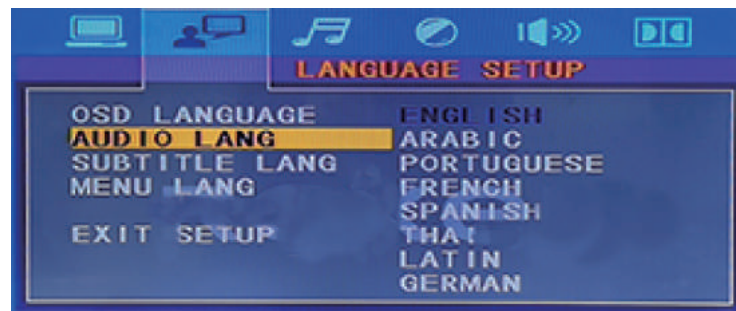 LANGUAGE SETUP
OSD LANGUAGE ENGLISH
AUDIO LANG ARABIC
SUBTITLE LANG PORTUGUESE
MENU LANG FRENCH
SPANISH
EXIT SETUP THAI
LATIN
GERMAN